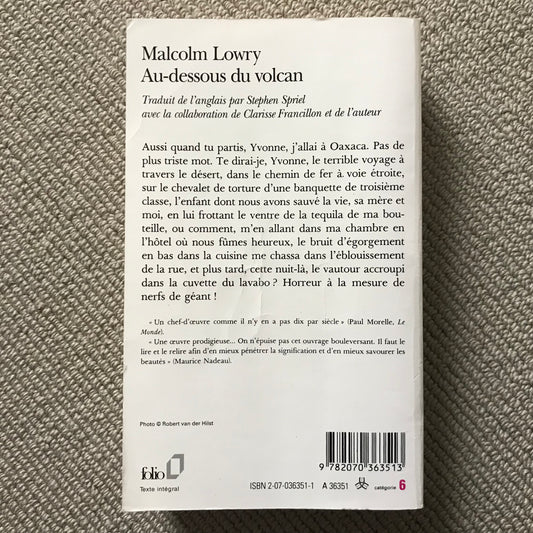 Malcolm Lowry
Au-dessous du volcan
Traduit de l'anglais par Stephen Spriel
avec la collaboration de Clarisse Francillon et de l'auteur
Aussi quand tu partis, Yvonne, j'allai à Oaxaca. Pas de
plus triste mot. Te dirai-je, Yvonne, le terrible voyage à
travers le désert, dans le chemin de fer à voie étroite,
sur le chevalet de torture d'une banquette de troisième
classe, l'enfant dont nous avons sauvé la vie, sa mère et
moi, en lui frottant le ventre de la tequila de ma bou-
teille, ou comment, m'en allant dans ma chambre en
l'hôtel où nous fûmes heureux, le bruit d'égorgement
en bas dans la cuisine me chassa dans l'éblouissement
de la rue, et plus tard, cette nuit-là, le vautour accroupi
dans la cuvette du lavabo ? Horreur à la mesure de
nerfs de géant !
« Un chef-d'œuvre comme il n'y en a pas dix par siècle » (Paul Morelle, Le
Monde).
« Une œuvre prodigieuse... On n'épuise pas cet ouvrage bouleversant. Il faut le
lire et le relire afin d'en mieux pénétrer la signification et d'en mieux savourer les
beautés » (Maurice Nadeau).
Photo © Robert van der Hilst
folio
Texte intégral
9 782070 363513
ISBN 2-07-036351-1 A 36351 catégorie 6